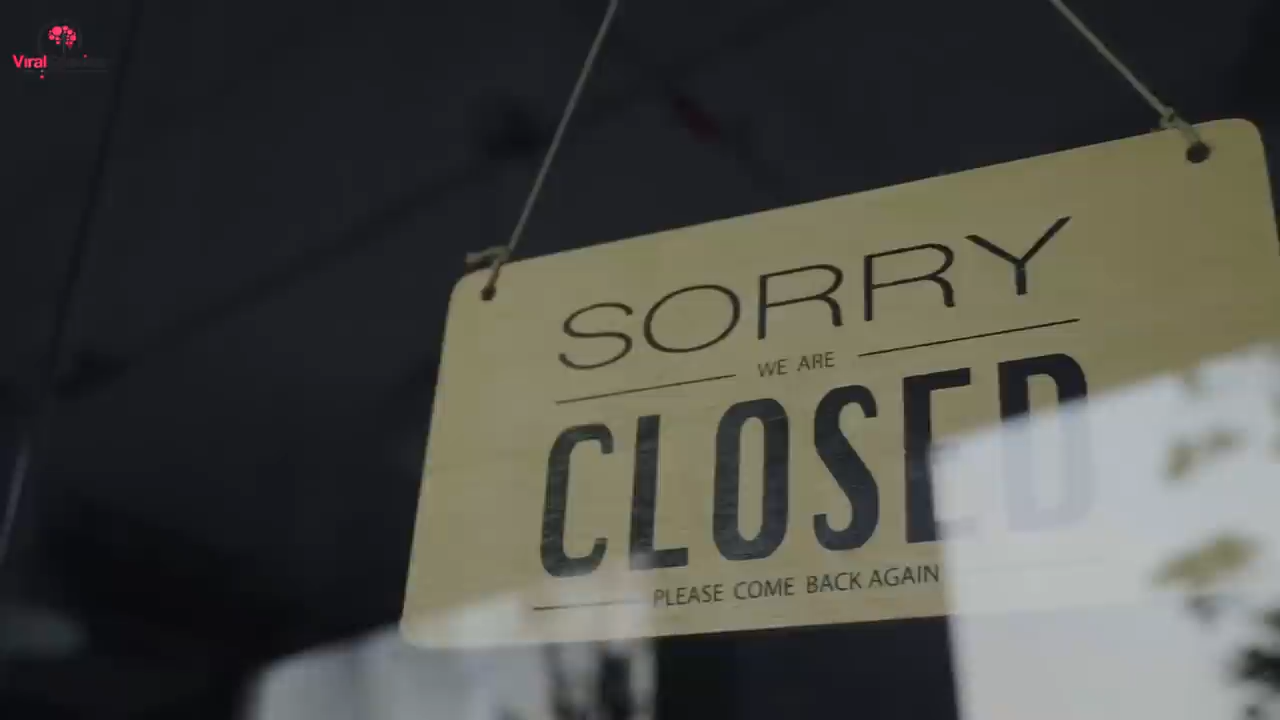 Viral
SORRY
WE ARE
CLOSED
PLEASE COME BACK AGAIN